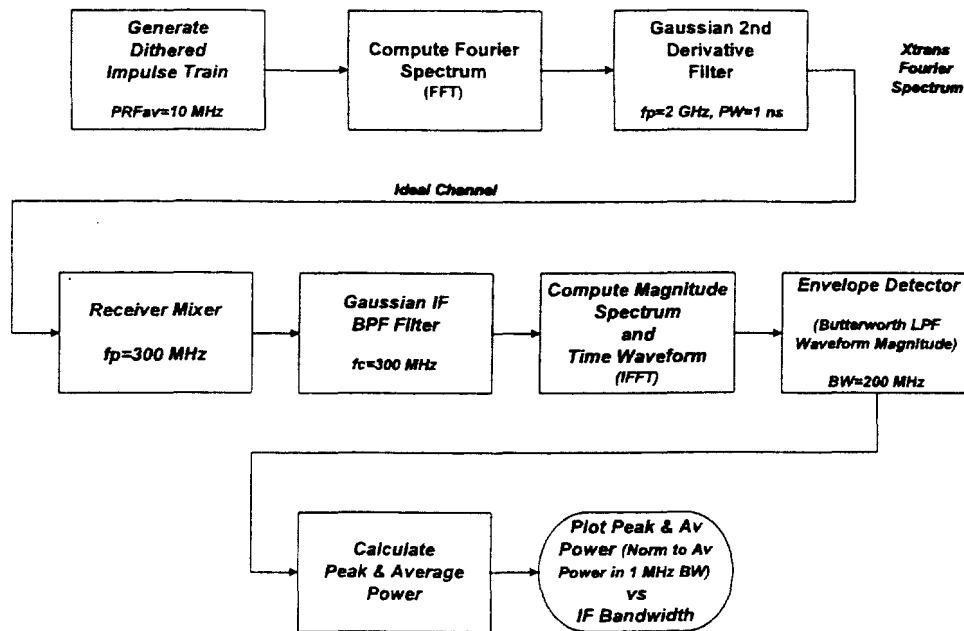 Generate
Dithered
Impulse Train
PRFav=10 MHz
Compute Fourier
Spectrum
(FFT)
Gaussian 2nd
Derivative
Filter
fp=2 GHz, PW=1 ns
Xtrans
Fourier
Spectrum
Ideal Channel
Receiver Mixer
fp=300 MHz
Gaussian IF
BPF Filter
fc=300 MHz
Compute Magnitude
Spectrum
and
Time Waveform
(IFFT)
Envelope Detector
(Butterworth LPF
Waveform Magnitude)
BW=200 MHz
Calculate
Peak & Average
Power
Plot Peak & Av
Power (Norm to Av
Power in 1 MHz BW)
vs
IF Bandwidth